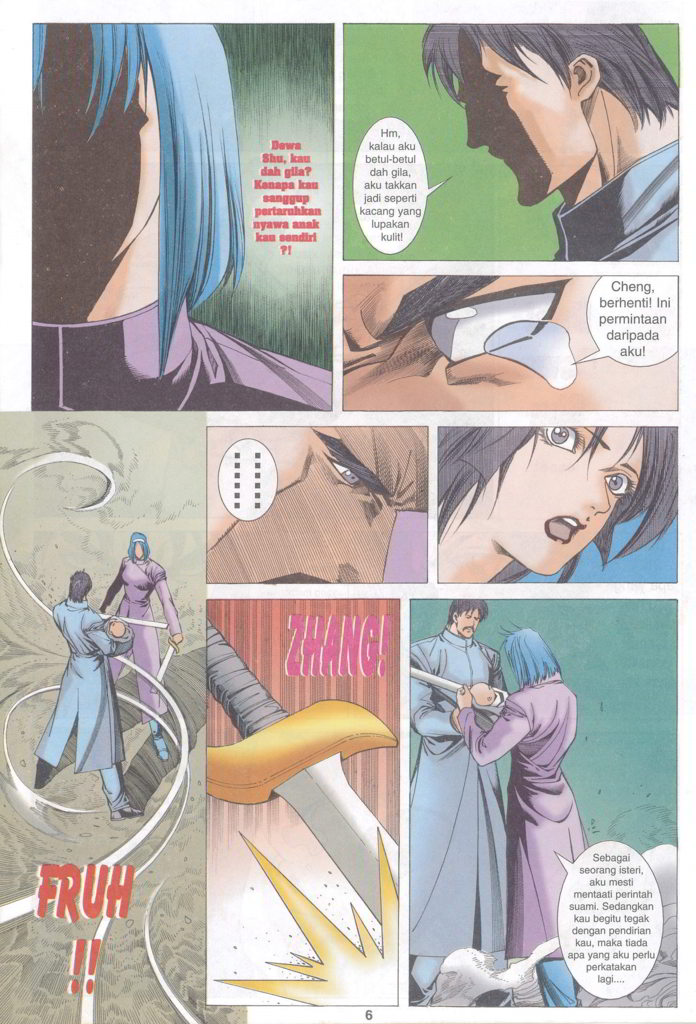 Dewa
Shu, kau
dah gila?
Kenapa kau
sanggup
pertaruhkan
nyawa anak
kau sendiri
?!
Hm,
kalau aku
betul-betul
dah gila,
aku takkan
jadi seperti
kacang yang
lupakan
kulit!
Cheng,
berhenti! Ini
permintaan
daripada
aku!
FRUH
!!
ZHANG!
Sebagai
seorang isteri,
aku mesti
mentaati perintah
suami. Sedangkan
kau begitu tegak
dengan pendirian
kau, maka tiada
apa yang aku perlu
perkatakan
lagi....
6